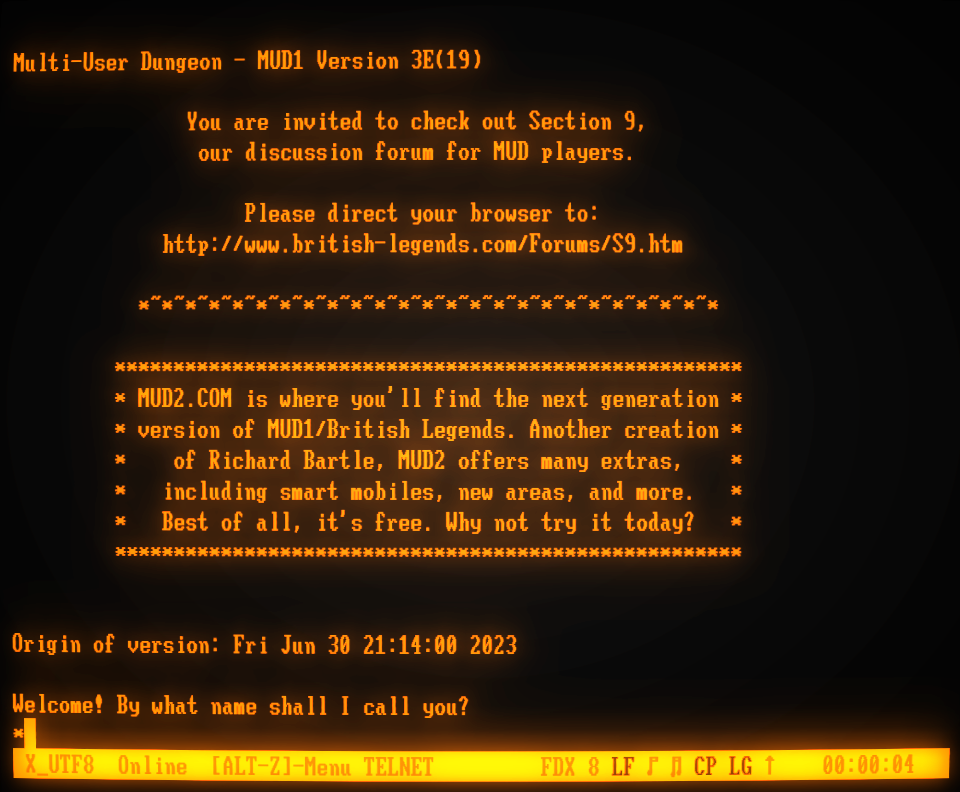 Multi-User Dungeon - MUD1 Version 3E(19)
You are invited to check out Section 9,
our discussion forum for MUD players.
Please direct your browser to:
http://www.british-legends.com/Forums/S9.htm
*~*~*~*~*~*~*~*~*~*~*~*~*~*~*~*~*~*~*~*~*~*~*~*~*
*****************************************************
* MUD2.COM is where you'll find the next generation *
* version of MUD1/British Legends. Another creation *
* of Richard Bartle, MUD2 offers many extras, *
* including smart mobiles, new areas, and more. *
* Best of all, it's free. Why not try it today? *
*****************************************************
Origin of version: Fri Jun 30 21:14:00 2023
Welcome! By what name shall I call you?
*
X_UTF8 Online [ALT-Z]-Menu TELNET FDX 8 LF ♪ ♫ CP LG ↑ 00:00:04